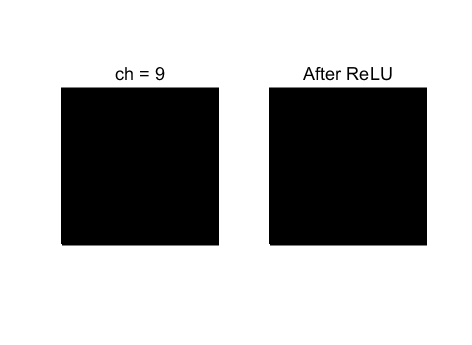 ch = 9
After ReLU